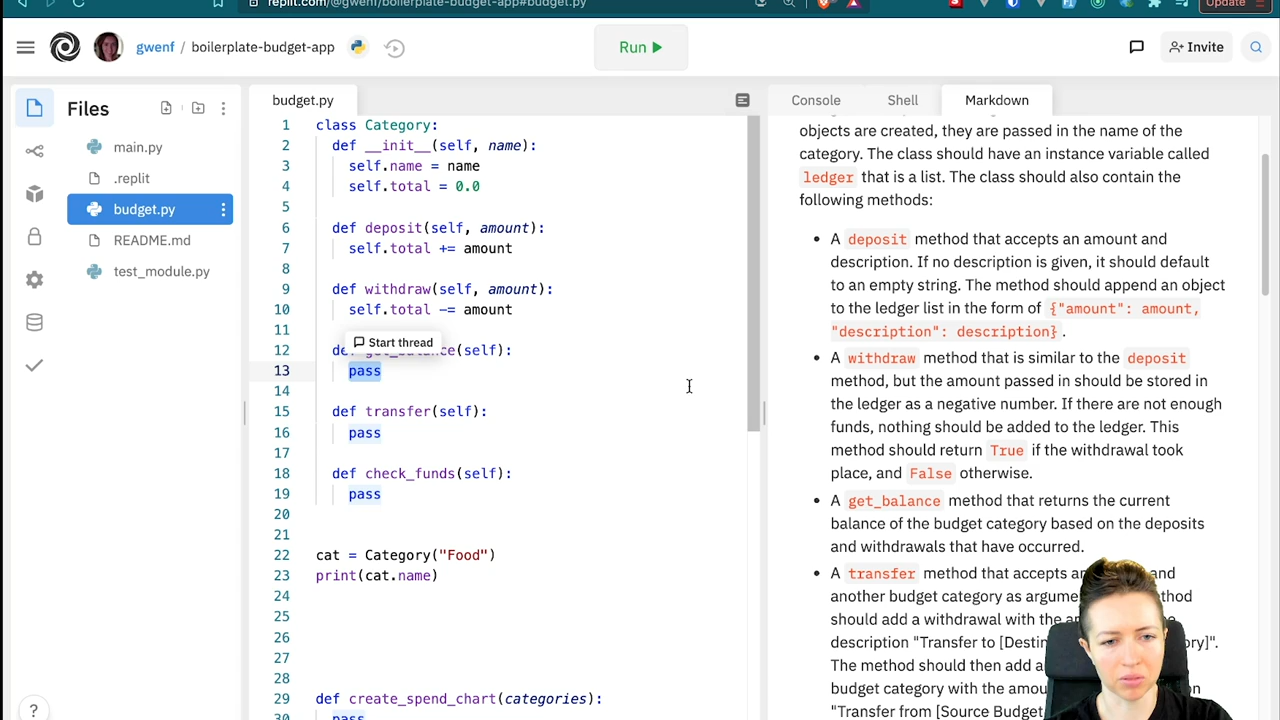 replit.com/@gwenf/boilerplate-budget-app#budget.py
Update
gwenf / boilerplate-budget-app
Run
Invite
Files
main.py
.replit
budget.py
README.md
test_module.py
?
budget.py
1 class Category:
2 def __init__(self, name):
3 self.name = name
4 self.total = 0.0
5
6 def deposit(self, amount):
7 self.total += amount
8
9 def withdraw(self, amount):
10 self.total -= amount
11
Start thread
12 def get_balance(self):
13 pass
14
15 def transfer(self):
16 pass
17
18 def check_funds(self):
19 pass
20
21
22 cat = Category("Food")
23 print(cat.name)
24
25
26
27
28
29 def create_spend_chart(categories):
30 pass
Console Shell Markdown
objects are created, they are passed in the name of the
category. The class should have an instance variable called
ledger that is a list. The class should also contain the
following methods:
• A deposit method that accepts an amount and
description. If no description is given, it should default
to an empty string. The method should append an object
to the ledger list in the form of {"amount": amount,
"description": description}.
• A withdraw method that is similar to the deposit
method, but the amount passed in should be stored in
the ledger as a negative number. If there are not enough
funds, nothing should be added to the ledger. This
method should return True if the withdrawal took
place, and False otherwise.
• A get_balance method that returns the current
balance of the budget category based on the deposits
and withdrawals that have occurred.
• A transfer method that accepts an and
another budget category as
should add a withdrawal with the
description "Transfer to
The method should then add
budget category with the
"Transfer from [Source Budget